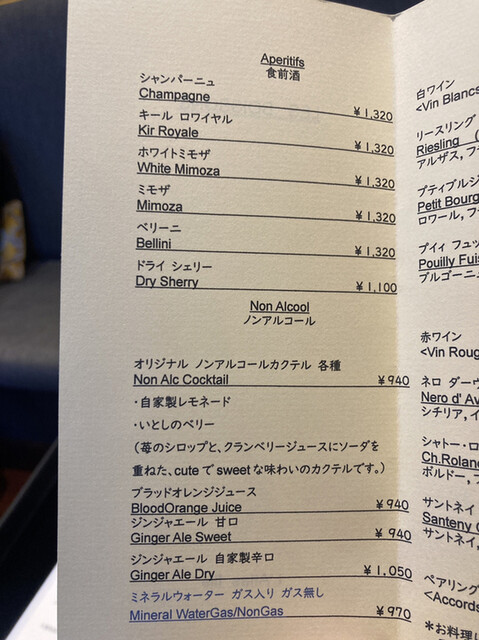 Aperitifs
食前酒
シャンパーニュ
Champagne ￥1,320
キール ロワイヤル
Kir Royale ￥1,320
ホワイトミモザ
White Mimoza ￥1,320
ミモザ
Mimoza ￥1,320
ベリーニ
Bellini ￥1,320
ドライ シェリー
Dry Sherry ￥1,100
Non Alcool
ノンアルコール
オリジナル ノンアルコールカクテル 各種
Non Alc Cocktail ￥940
・自家製レモネード
・いとしのベリー
（苺のシロップと、クランベリージュースにソーダを
重ねた、cute で sweet な味わいのカクテルです。）
ブラッドオレンジジュース
BloodOrange Juice ￥940
ジンジャエール 甘口
Ginger Ale Sweet ￥940
ジンジャエール 自家製辛口
Ginger Ale Dry ￥1,050
ミネラルウォーター ガス入り ガス無し
Mineral WaterGas/NonGas ￥970
白ワイン
<Vin Blancs
リースリング
Riesling (
アルザス,フ
プティブルジ
Petit Bourg
ロワール,フ
プイィ フュッ
Pouilly Fuis
ブルゴーニュ
赤ワイン
<Vin Roug
ネロ ダーヴ
Nero d' Av
シチリア,イ
シャトー・ロ
Ch.Rolan
ボルドー,フ
サントネイ
Santeny
サントネイ,
ペアリング
<Accords
＊お料理